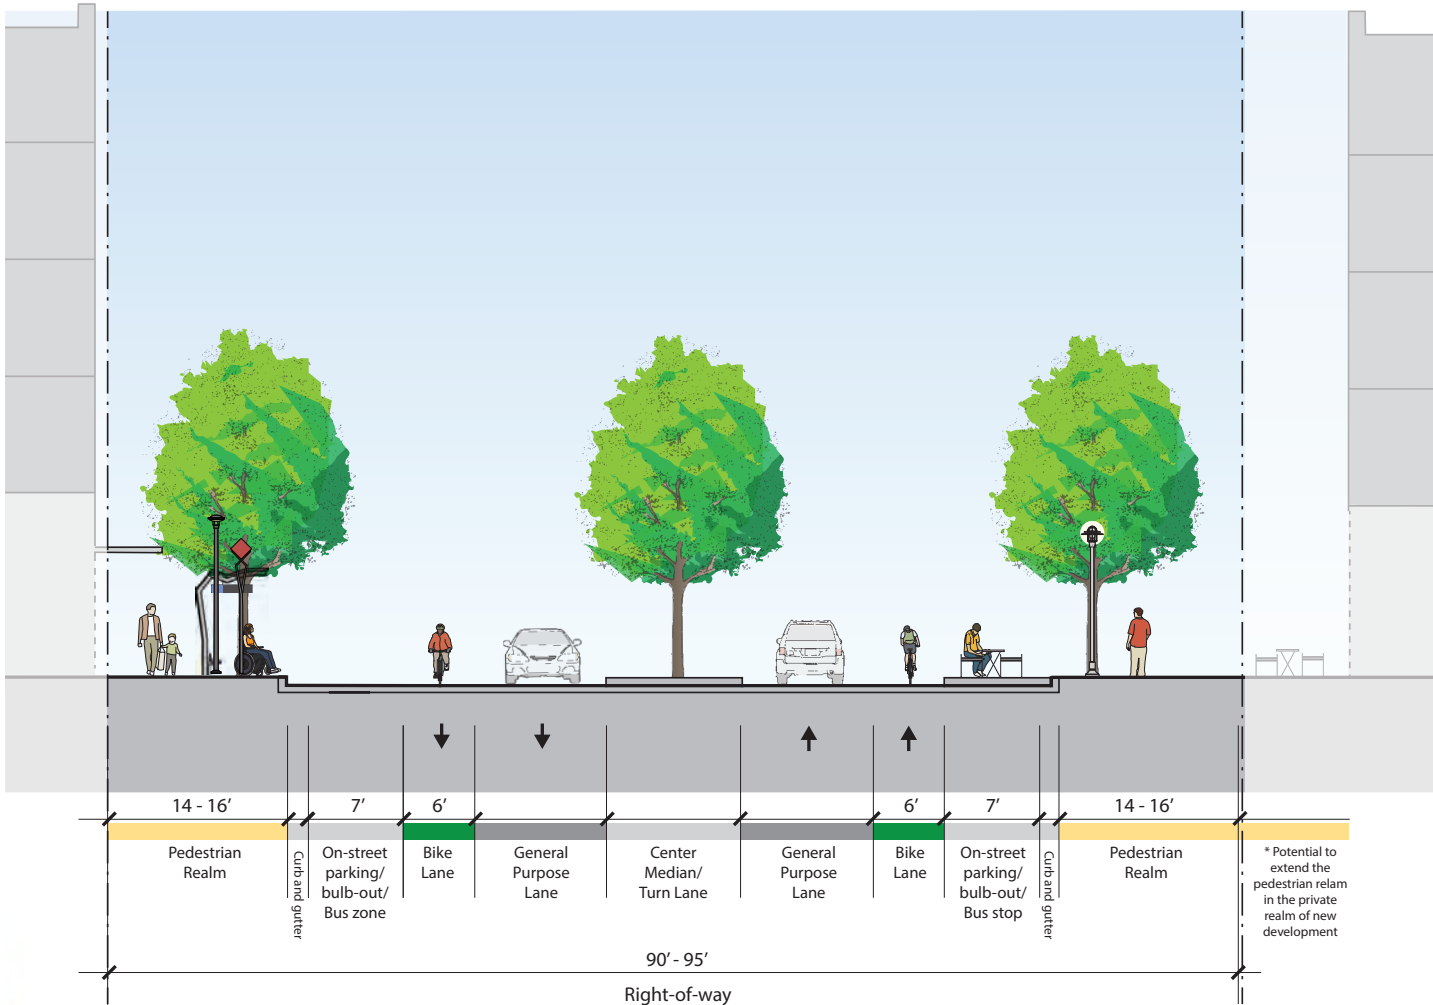 14 - 16′
7′
6′
6′
7′
14 - 16′
Pedestrian
Realm
Curb and gutter
On-street
parking/
bulb-out/
Bus zone
Bike
Lane
General
Purpose
Lane
Center
Median/
Turn Lane
General
Purpose
Lane
Bike
Lane
On-street
parking/
bulb-out/
Bus stop
Curb and gutter
Pedestrian
Realm
* Potential to
extend the
pedestrian relam
in the private
realm of new
development
90′ - 95′
Right-of-way